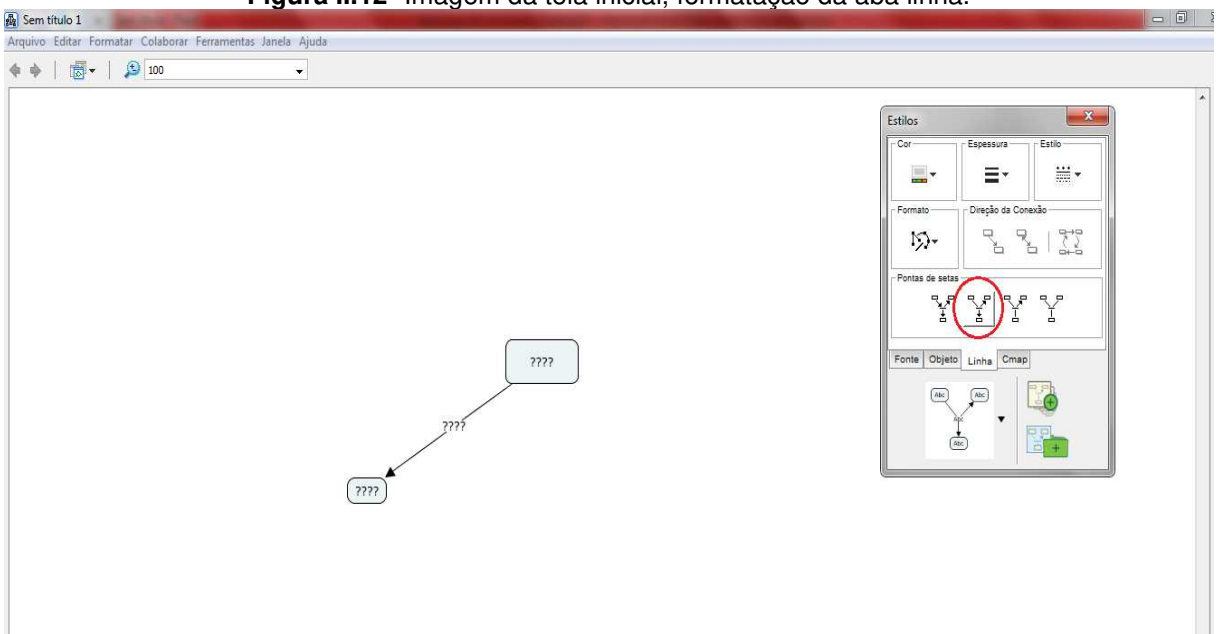 Figura II.12- Imagem da tela inicial, formatação da aba linha.
Sem título 1
Arquivo Editar Formatar Colaborar Ferramentas Janela Ajuda
100
Estilos
Cor Espessura Estilo
Formato Direção da Conexão
Pontas de setas
Fonte Objeto Linha Cmap
Abc Abc
Abc
Abc
????
????
????